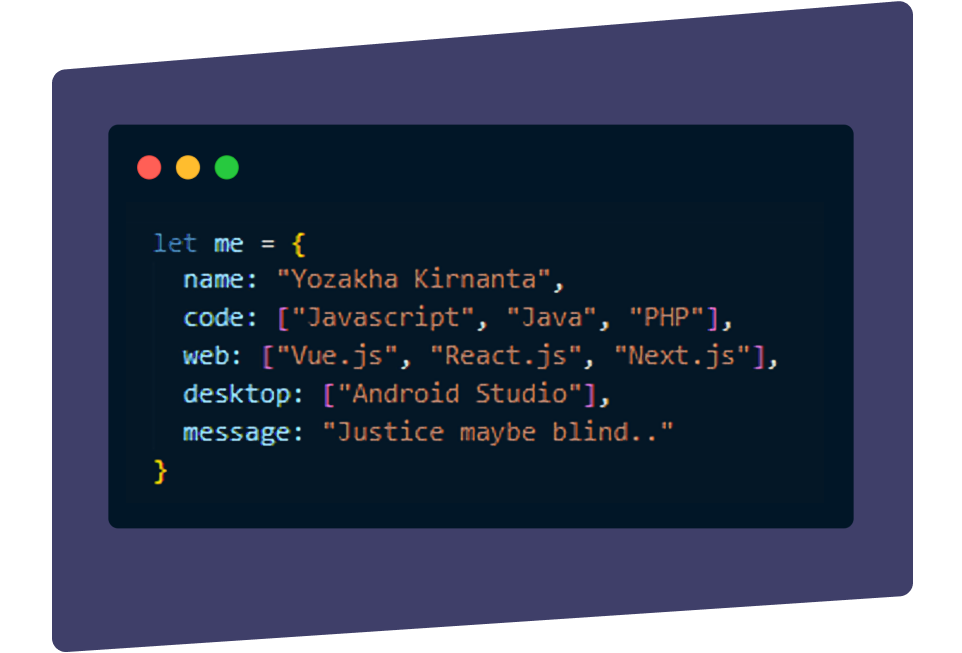 let me = {
  name: "Yozakha Kirnanta",
  code: ["Javascript", "Java", "PHP"],
  web: ["Vue.js", "React.js", "Next.js"],
  desktop: ["Android Studio"],
  message: "Justice maybe blind.."
}